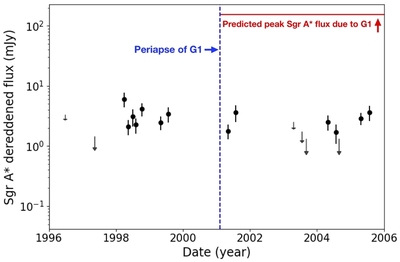 Predicted peak Sgr A* flux due to G1
Periapse of G1
Sgr A* dereddened flux (mJy)
10²
10¹
10⁰
10⁻¹
1996 1998 2000 2002 2004 2006
Date (year)